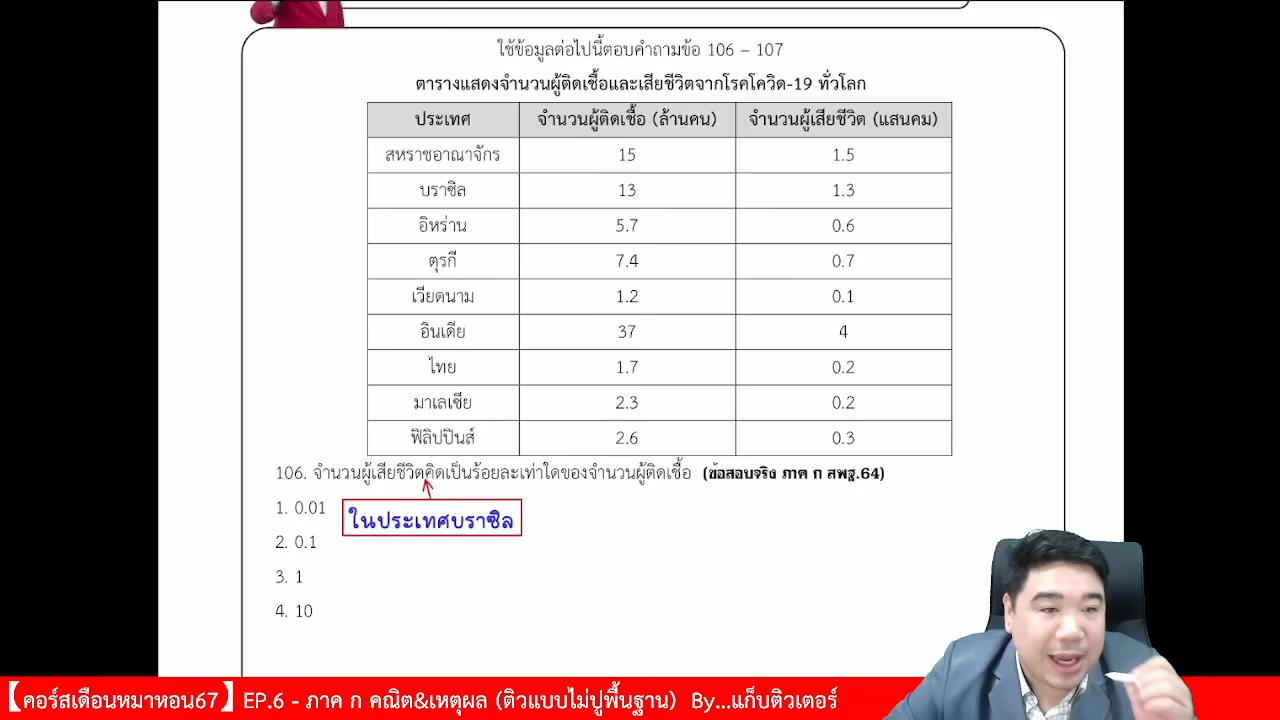 ใช้ข้อมูลต่อไปนี้ตอบคำถามข้อ 106 – 107
ตารางแสดงจำนวนผู้ติดเชื้อและเสียชีวิตจากโรคโควิด-19 ทั่วโลก
ประเทศ จำนวนผู้ติดเชื้อ (ล้านคน) จำนวนผู้เสียชีวิต (แสนคม)
สหราชอาณาจักร 15 1.5
บราซิล 13 1.3
อิหร่าน 5.7 0.6
ตุรกี 7.4 0.7
เวียดนาม 1.2 0.1
อินเดีย 37 4
ไทย 1.7 0.2
มาเลเซีย 2.3 0.2
ฟิลิปปินส์ 2.6 0.3
106. จำนวนผู้เสียชีวิตคิดเป็นร้อยละเท่าใดของจำนวนผู้ติดเชื้อ (ข้อสอบจริง ภาค ก สพฐ.64)
1. 0.01
ในประเทศบราซิล
2. 0.1
3. 1
4. 10
【คอร์สเดือนหมาหอน67】 EP.6 - ภาค ก คณิต&เหตุผล (ติวแบบไม่ปูพื้นฐาน) By...แก็บติวเตอร์